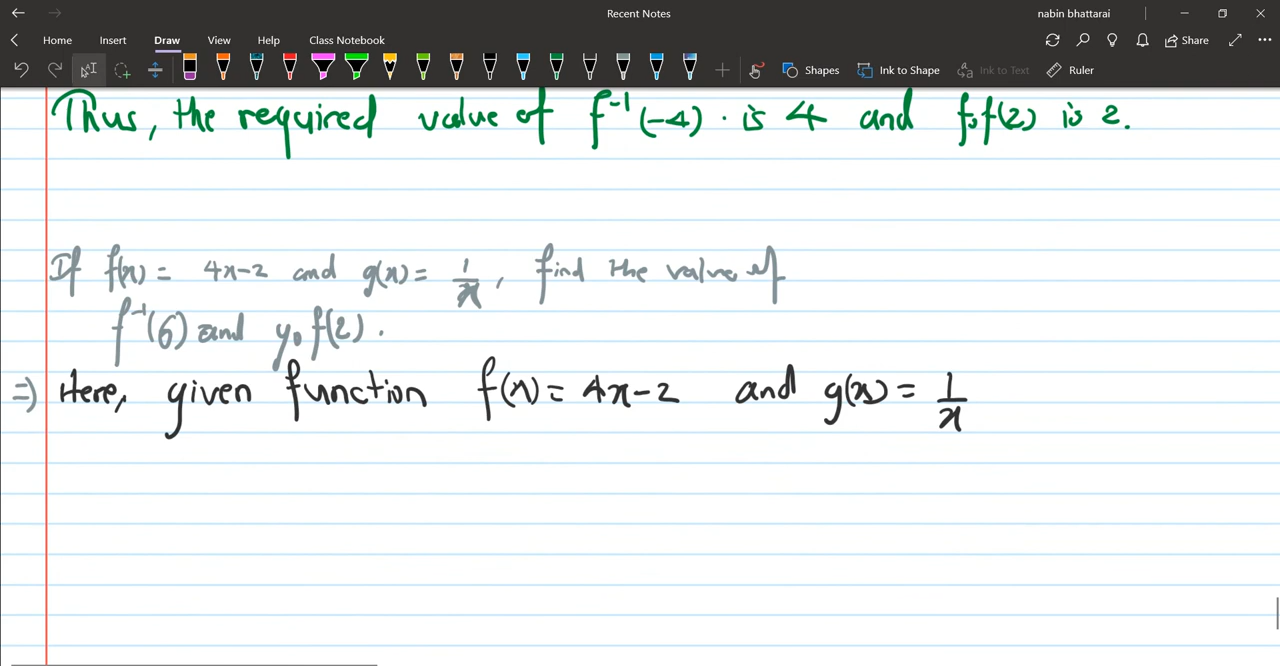 Recent Notes
nabin bhattarai
Home Insert Draw View Help Class Notebook
Share
Shapes Ink to Shape Ink to Text Ruler
Thus, the required value of f⁻¹(-4) . is 4 and fof(2) is 2.
If f(x) = 4x-2 and g(x) = 1/x, find the value of
f⁻¹(6) and gof(2).
=) Here, given function f(x) = 4x-2 and g(x) = 1/x